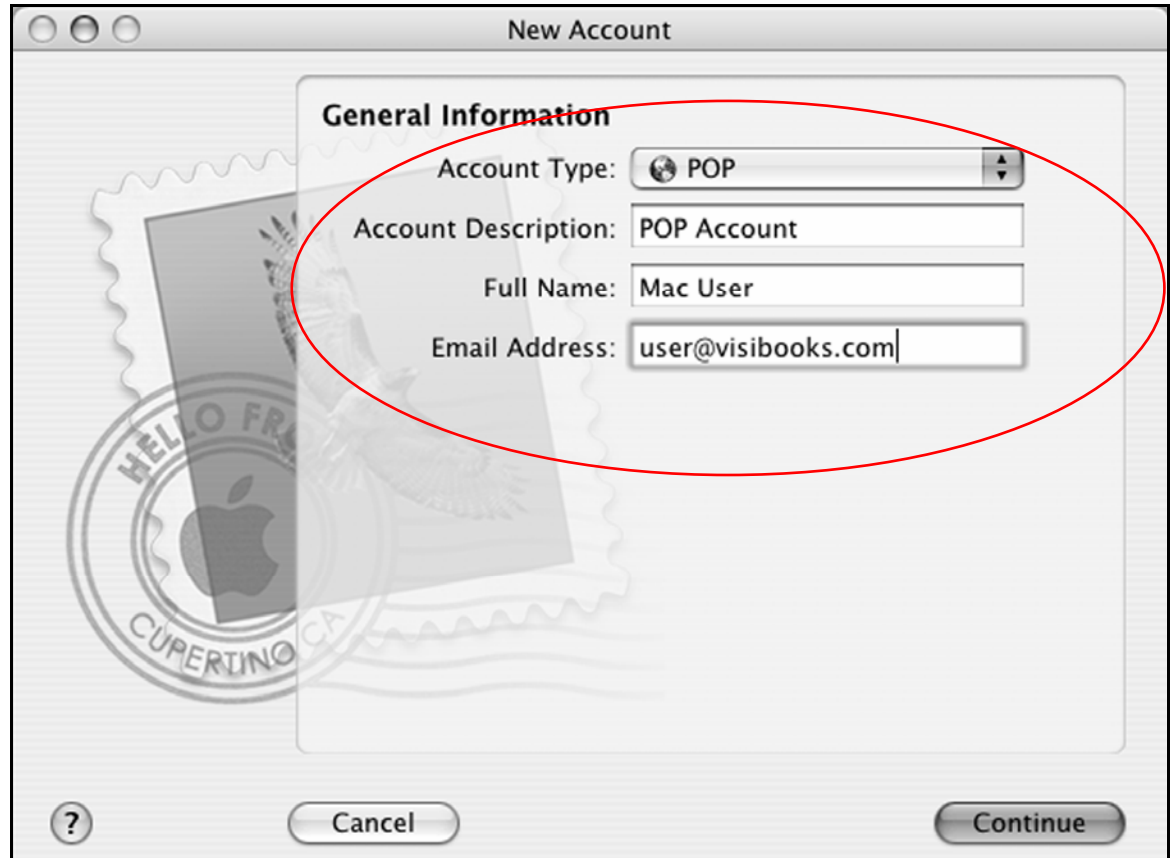 New Account
General Information
Account Type: POP
Account Description: POP Account
Full Name: Mac User
Email Address: user@visibooks.com
HELLO FRO
CUPERTINO CA
? Cancel Continue